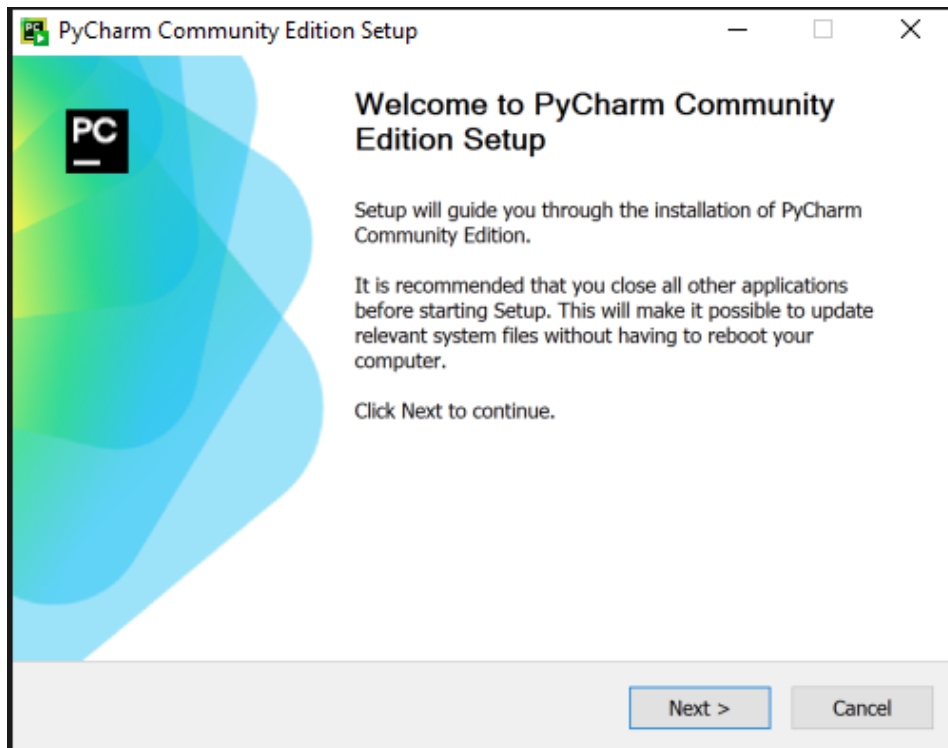 PyCharm Community Edition Setup
PC
Welcome to PyCharm Community
Edition Setup
Setup will guide you through the installation of PyCharm
Community Edition.
It is recommended that you close all other applications
before starting Setup. This will make it possible to update
relevant system files without having to reboot your
computer.
Click Next to continue.
Next >
Cancel